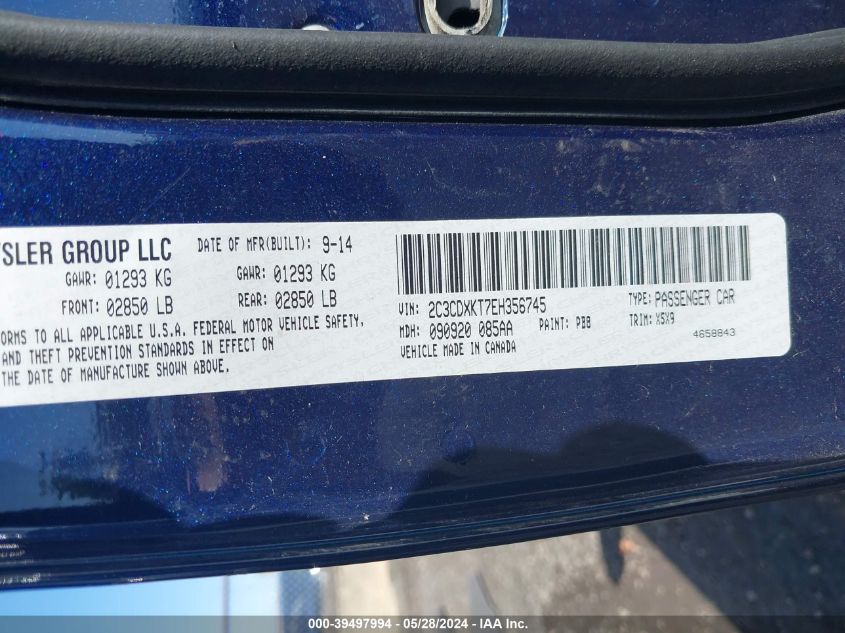 SLER GROUP LLC
DATE OF MFR(BUILT): 9-14
GAWR: 01293 KG
GAWR: 01293 KG
FRONT: 02850 LB
REAR: 02850 LB
FORMS TO ALL APPLICABLE U.S.A. FEDERAL MOTOR VEHICLE SAFETY,
AND THEFT PREVENTION STANDARDS IN EFFECT ON
THE DATE OF MANUFACTURE SHOWN ABOVE.
VIN: 2C3CDXKT7EH356745
TYPE: PASSENGER CAR
MDH: 090920 085AA
PAINT: PBB
TRIM: X5X9
VEHICLE MADE IN CANADA
4658843
000-39497994 - 05/28/2024 - IAA Inc.